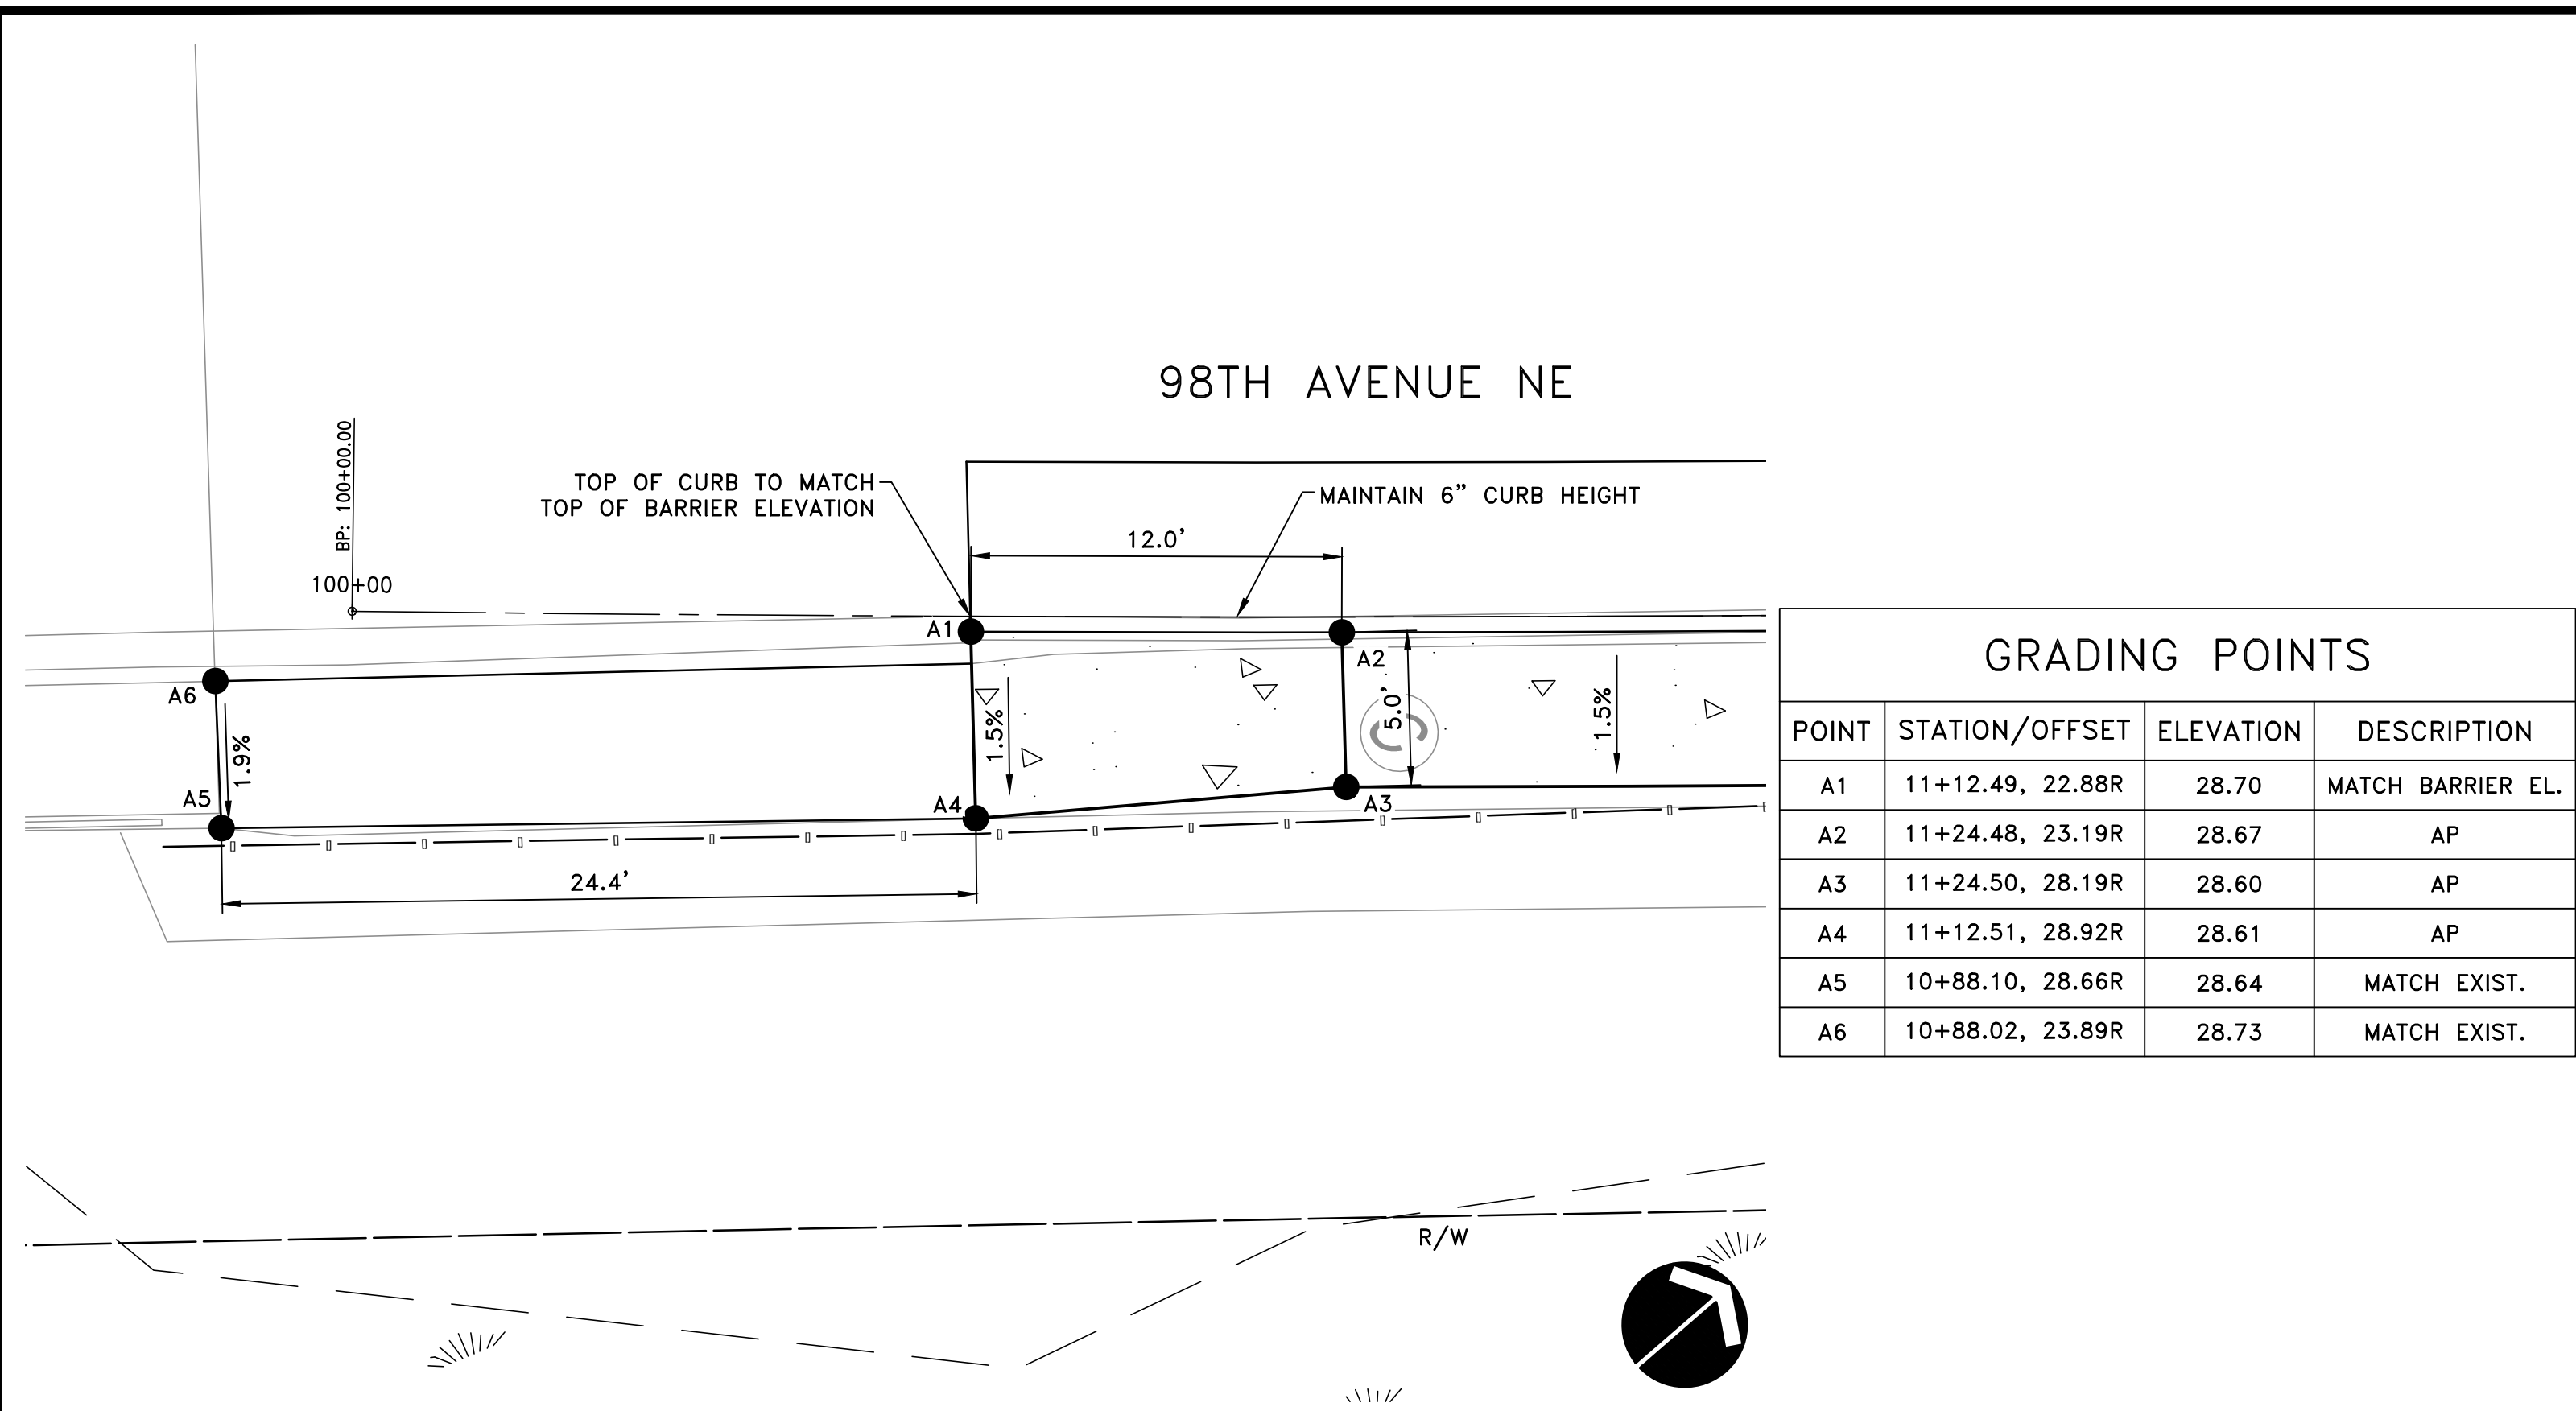 98TH AVENUE NE
BP: 100+00.00
100+00
TOP OF CURB TO MATCH
TOP OF BARRIER ELEVATION
MAINTAIN 6” CURB HEIGHT
12.0’
A1
A2
A6
5.0’
1.5%
1.5%
1.9%
A5
A4
A3
24.4’
R/W
GRADING POINTS
POINT STATION/OFFSET ELEVATION DESCRIPTION
A1 11+12.49, 22.88R 28.70 MATCH BARRIER EL.
A2 11+24.48, 23.19R 28.67 AP
A3 11+24.50, 28.19R 28.60 AP
A4 11+12.51, 28.92R 28.61 AP
A5 10+88.10, 28.66R 28.64 MATCH EXIST.
A6 10+88.02, 23.89R 28.73 MATCH EXIST.